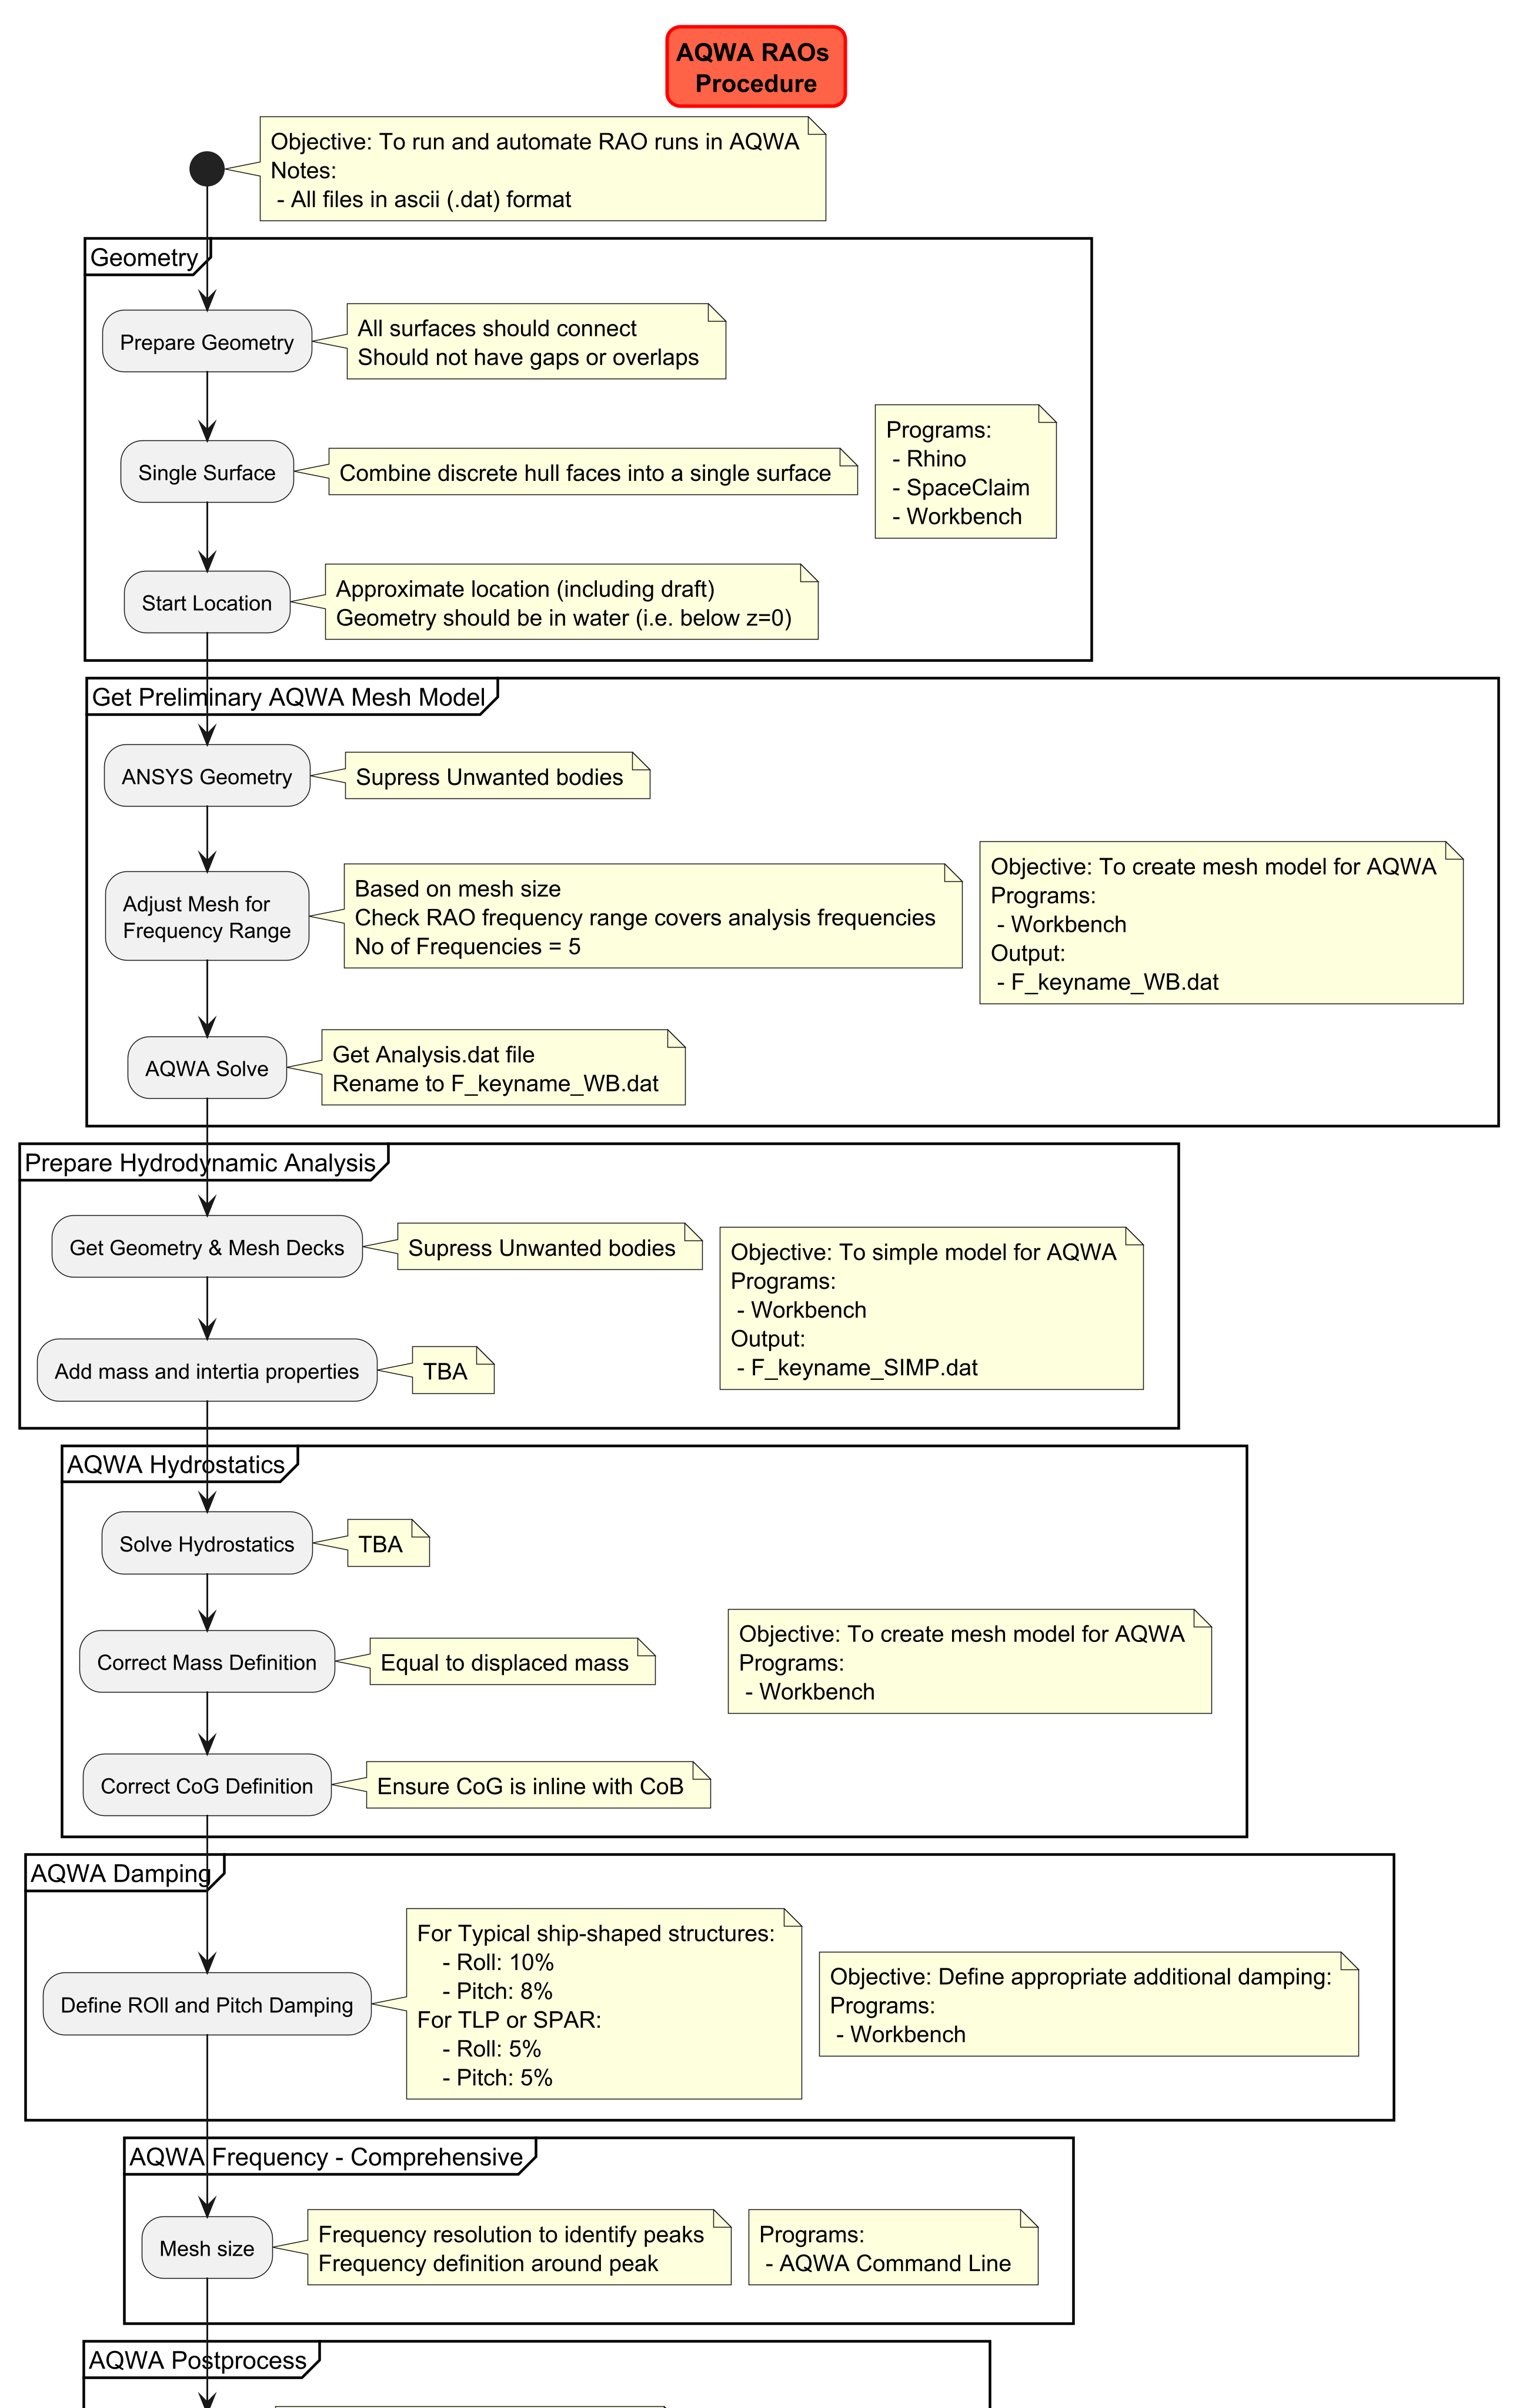 AQWA RAOs
Procedure
Objective: To run and automate RAO runs in AQWA
Notes:
- All files in ascii (.dat) format
Geometry
Prepare Geometry
All surfaces should connect
Should not have gaps or overlaps
Single Surface
Combine discrete hull faces into a single surface
Programs:
- Rhino
- SpaceClaim
- Workbench
Start Location
Approximate location (including draft)
Geometry should be in water (i.e. below z=0)
Get Preliminary AQWA Mesh Model
ANSYS Geometry
Supress Unwanted bodies
Adjust Mesh for
Frequency Range
Based on mesh size
Check RAO frequency range covers analysis frequencies
No of Frequencies = 5
Objective: To create mesh model for AQWA
Programs:
- Workbench
Output:
- F_keyname_WB.dat
AQWA Solve
Get Analysis.dat file
Rename to F_keyname_WB.dat
Prepare Hydrodynamic Analysis
Get Geometry & Mesh Decks
Supress Unwanted bodies
Objective: To simple model for AQWA
Programs:
- Workbench
Output:
- F_keyname_SIMP.dat
Add mass and intertia properties
TBA
AQWA Hydrostatics
Solve Hydrostatics
TBA
Correct Mass Definition
Equal to displaced mass
Objective: To create mesh model for AQWA
Programs:
- Workbench
Correct CoG Definition
Ensure CoG is inline with CoB
AQWA Damping
Define ROll and Pitch Damping
For Typical ship-shaped structures:
- Roll: 10%
- Pitch: 8%
For TLP or SPAR:
- Roll: 5%
- Pitch: 5%
Objective: Define appropriate additional damping:
Programs:
- Workbench
AQWA Frequency - Comprehensive
Mesh size
Frequency resolution to identify peaks
Frequency definition around peak
Programs:
- AQWA Command Line
AQWA Postprocess